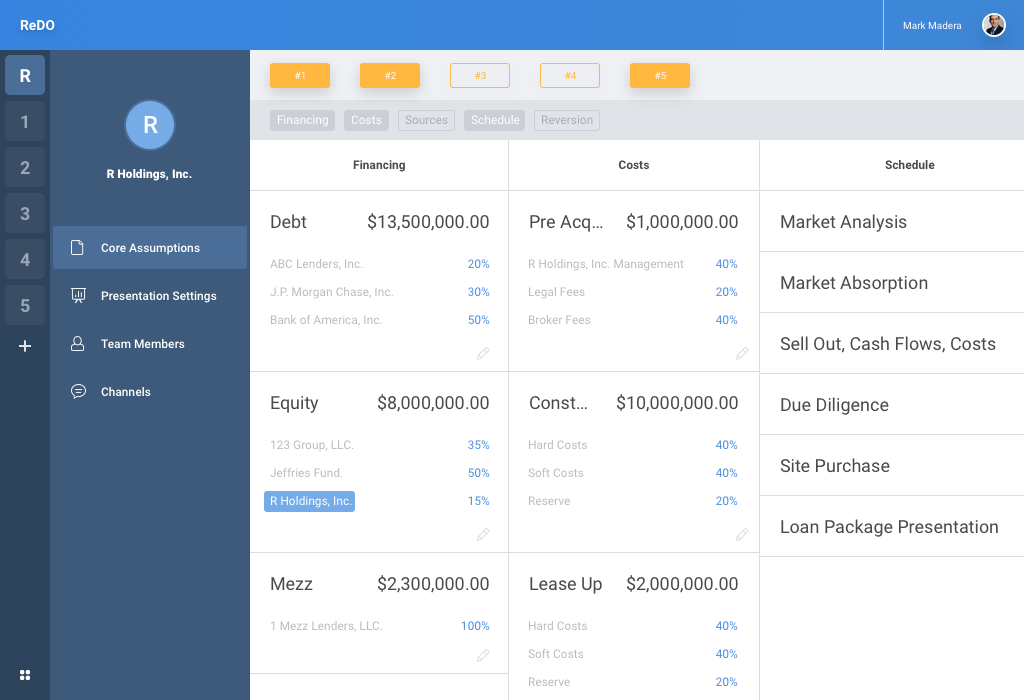 ReDO
Mark Madera
R
1
2
3
4
5
R
R Holdings, Inc.
Core Assumptions
Presentation Settings
Team Members
Channels
#1 #2 #3 #4 #5
Financing Costs Sources Schedule Reversion
Financing
Debt $13,500,000.00
ABC Lenders, Inc. 20%
J.P. Morgan Chase, Inc. 30%
Bank of America, Inc. 50%
Equity $8,000,000.00
123 Group, LLC. 35%
Jeffries Fund. 50%
R Holdings, Inc. 15%
Mezz $2,300,000.00
1 Mezz Lenders, LLC. 100%
Costs
Pre Acq... $1,000,000.00
R Holdings, Inc. Management 40%
Legal Fees 20%
Broker Fees 40%
Const... $10,000,000.00
Hard Costs 40%
Soft Costs 40%
Reserve 20%
Lease Up $2,000,000.00
Hard Costs 40%
Soft Costs 40%
Reserve 20%
Schedule
Market Analysis
Market Absorption
Sell Out, Cash Flows, Costs
Due Diligence
Site Purchase
Loan Package Presentation